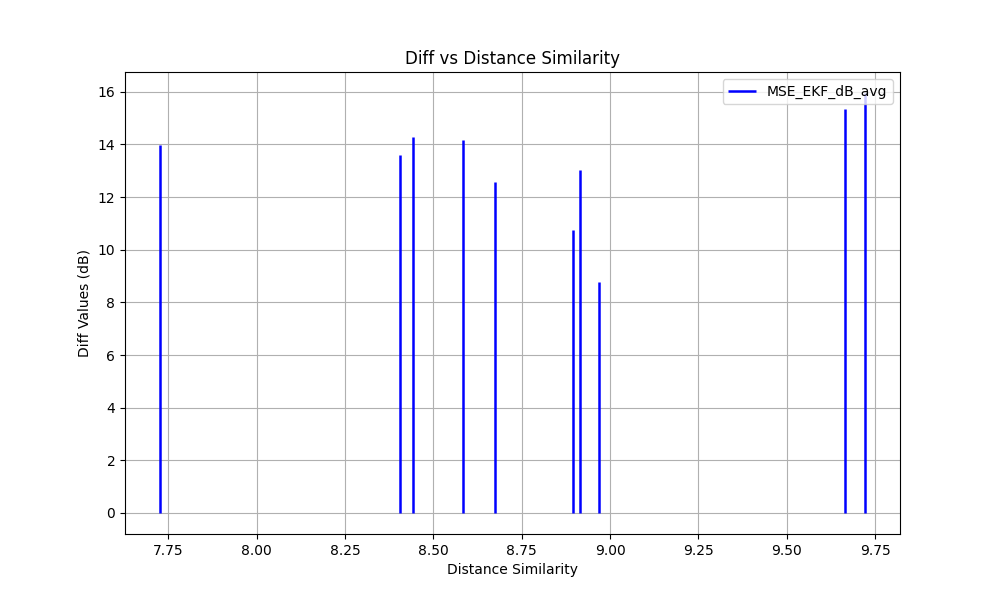 Diff vs Distance Similarity
MSE_EKF_dB_avg
Diff Values (dB)
16
14
12
10
8
6
4
2
0
7.75 8.00 8.25 8.50 8.75 9.00 9.25 9.50 9.75
Distance Similarity